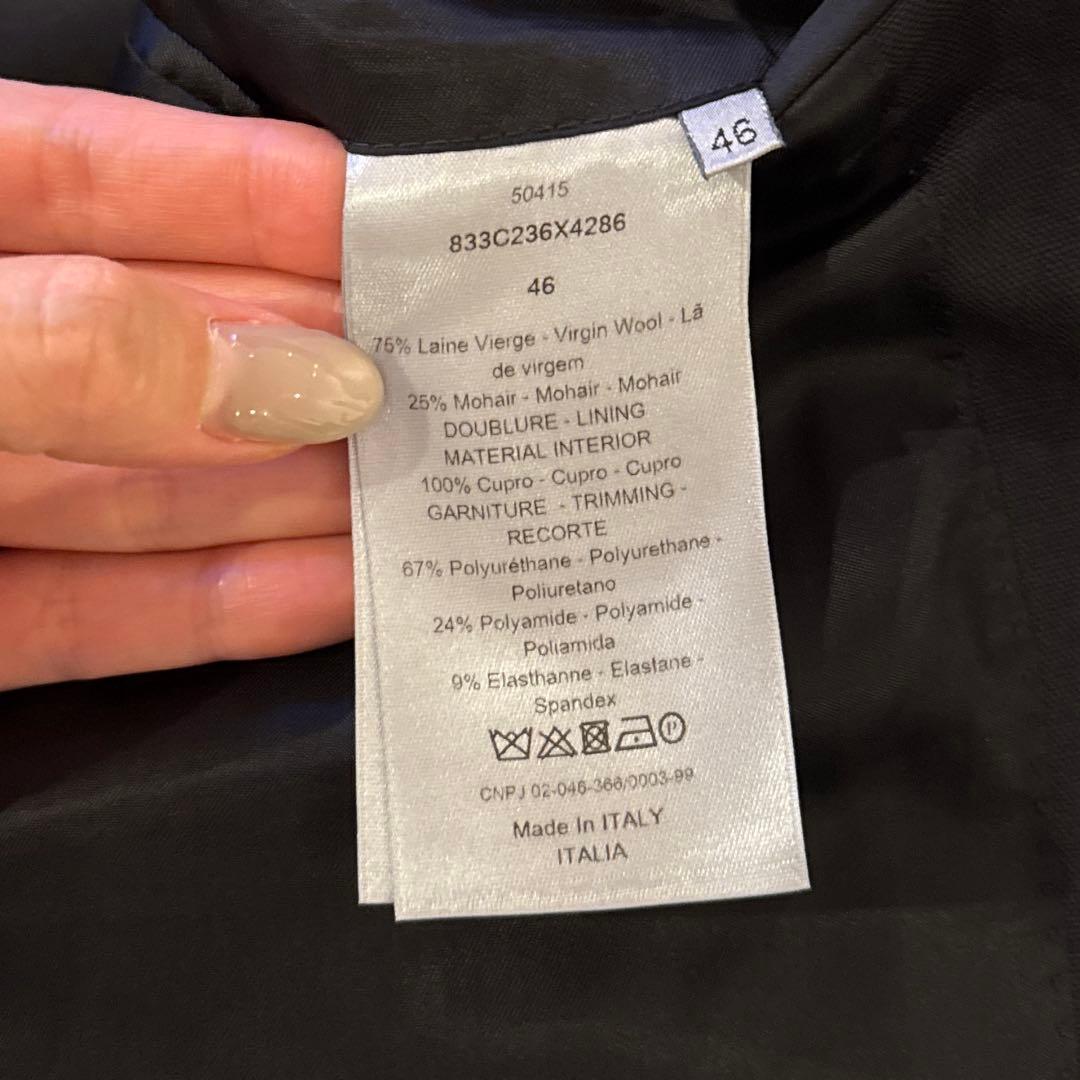 46
50415
833C236X4286
46
75% Laine Vierge - Virgin Wool - Lã
de virgem
25% Mohair - Mohair - Mohair
DOUBLURE - LINING
MATERIAL INTERIOR
100% Cupro - Cupro - Cupro
GARNITURE - TRIMMING -
RECORTE
67% Polyuréthane - Polyurethane -
Poliuretano
24% Polyamide - Polyamide -
Poliamida
9% Elasthanne - Elastane -
Spandex
P
CNPJ 02-046-366/0003-99
Made In ITALY
ITALIA